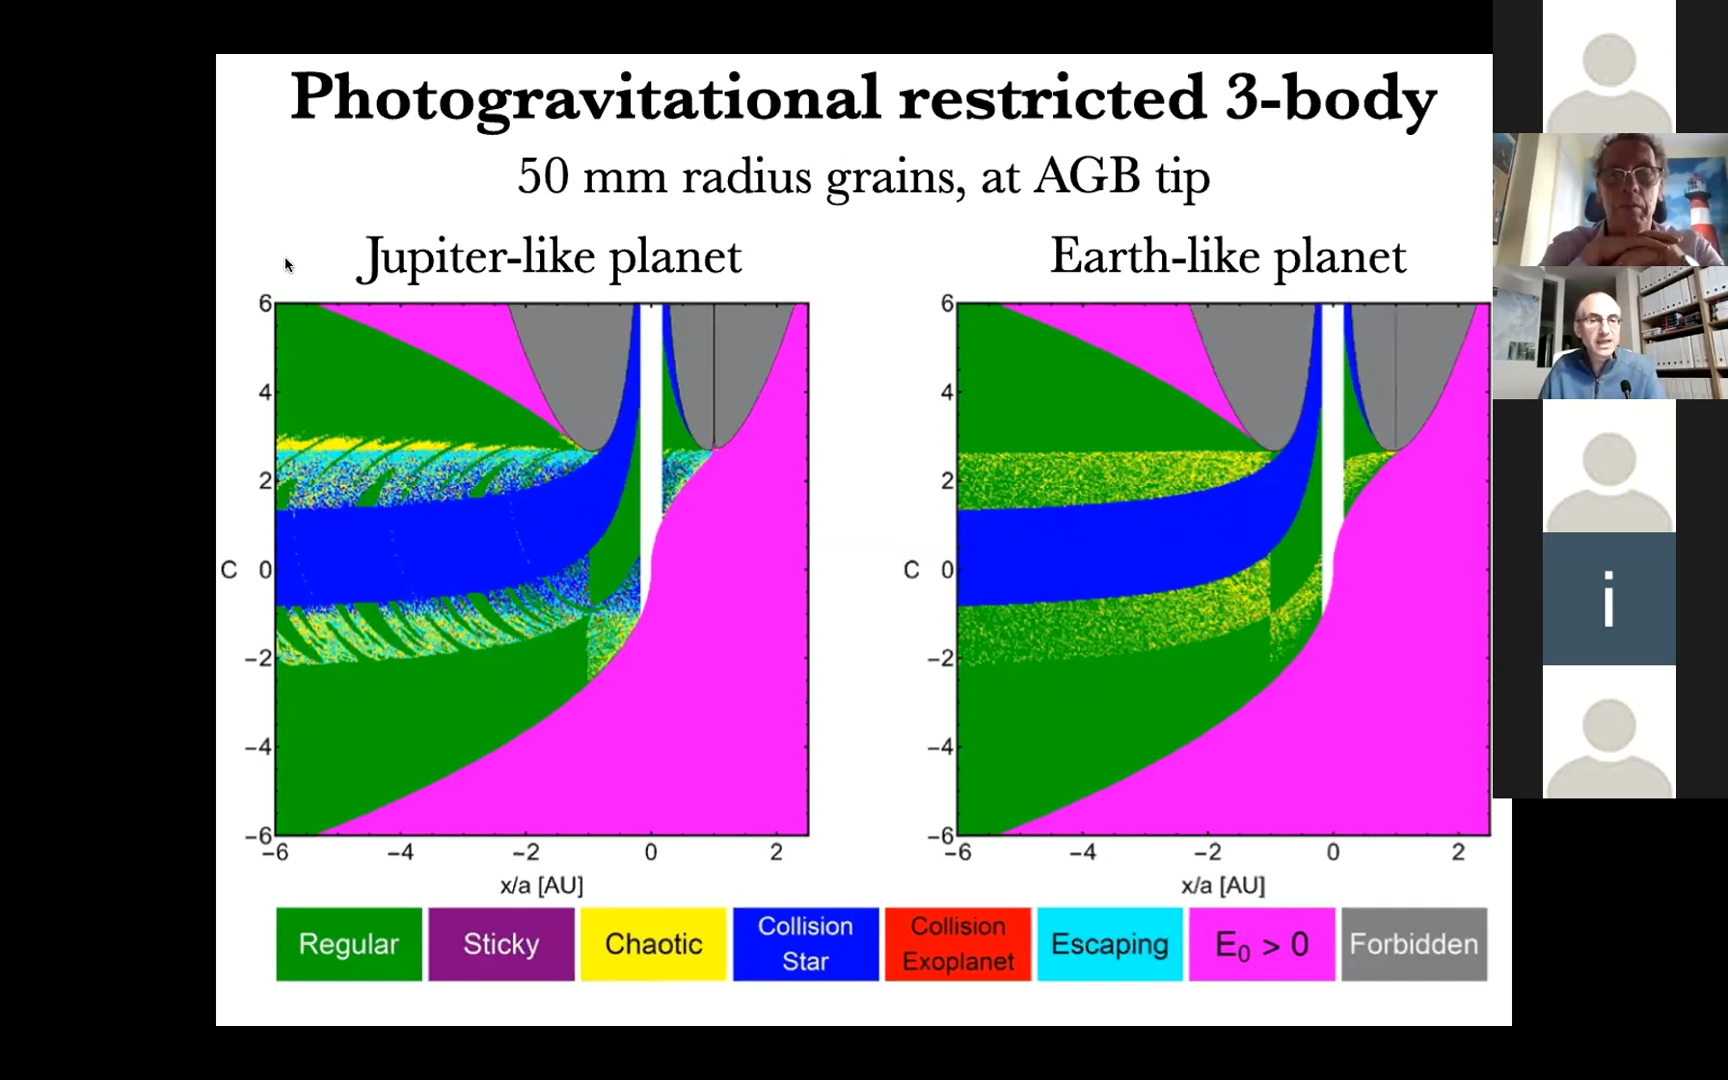 Photogravitational restricted 3-body
50 mm radius grains, at AGB tip
Jupiter-like planet
Earth-like planet
6
4
2
C 0
−2
−4
−6
−6 −4 −2 0 2
x/a [AU]
6
4
2
C 0
−2
−4
−6
−6 −4 −2 0 2
x/a [AU]
Regular
Sticky
Chaotic
Collision
Star
Collision
Exoplanet
Escaping
E₀ > 0
Forbidden
i